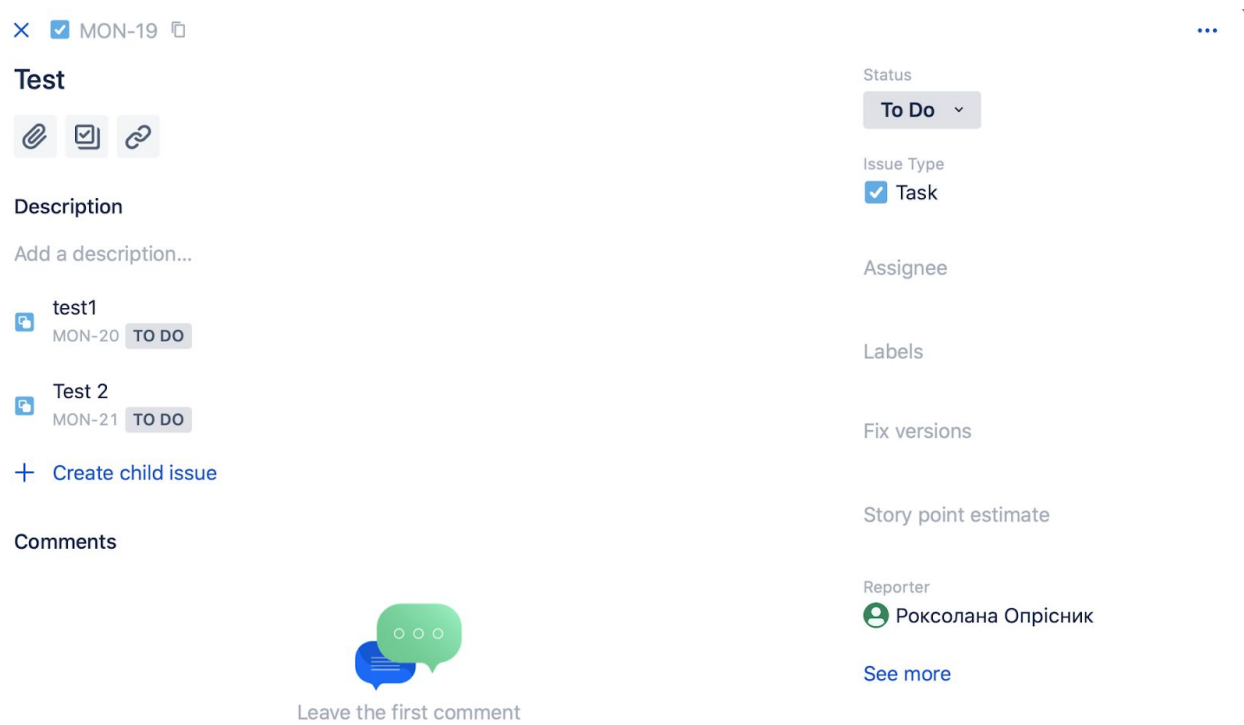 MON-19
Test
Description
Add a description...
test1
MON-20 TO DO
Test 2
MON-21 TO DO
Create child issue
Comments
Leave the first comment
Status
To Do
Issue Type
Task
Assignee
Labels
Fix versions
Story point estimate
Reporter
Роксолана Опрісник
See more